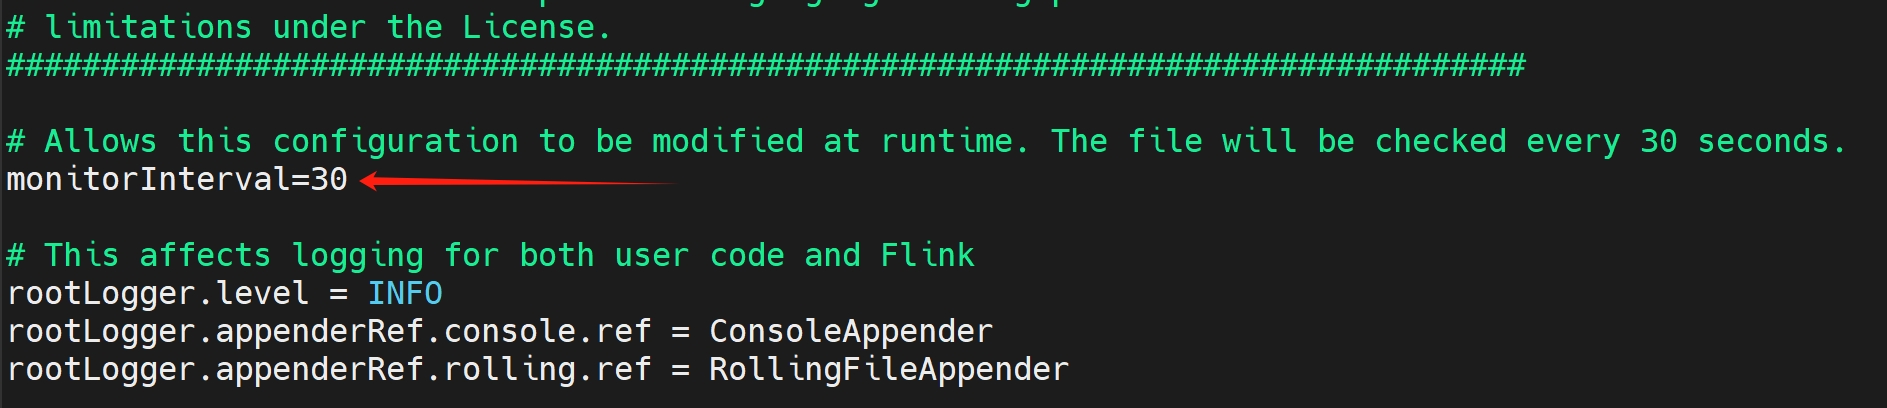 # limitations under the License.
################################################################################
# Allows this configuration to be modified at runtime. The file will be checked every 30 seconds.
monitorInterval=30
# This affects logging for both user code and Flink
rootLogger.level = INFO
rootLogger.appenderRef.console.ref = ConsoleAppender
rootLogger.appenderRef.rolling.ref = RollingFileAppender